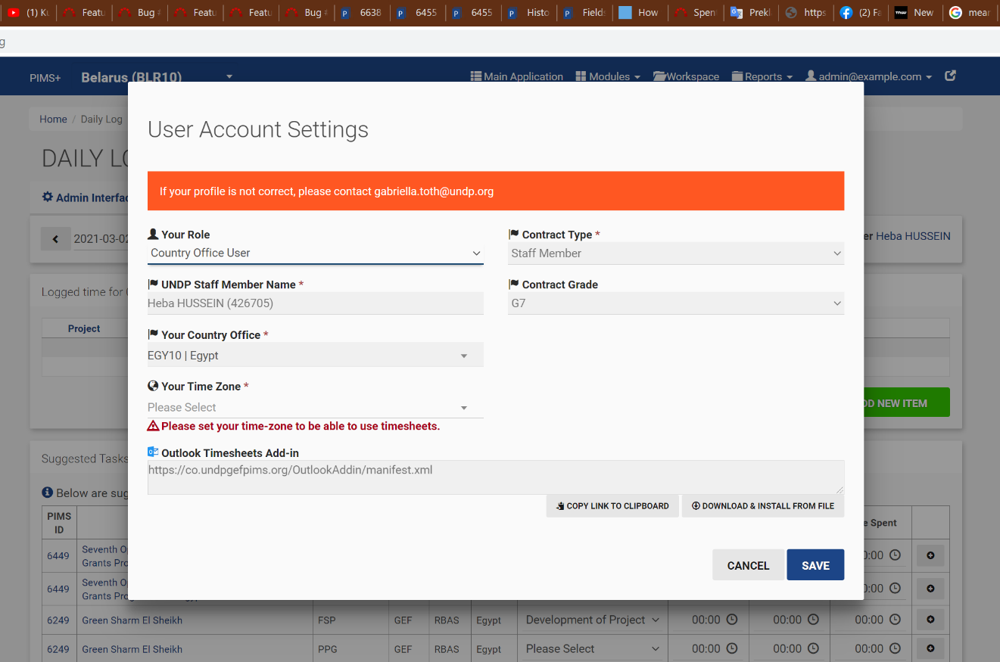 (1) Ku Featu Bug # Featu Featu Bug # 6638 6455 6455 Histo Fields How Spen Prekl https (2) Fa New mear
g
PIMS+ Belarus (BLR10) Main Application Modules Workspace Reports admin@example.com
Home / Daily Log
User Account Settings
DAILY LO
If your profile is not correct, please contact gabriella.toth@undp.org
Admin Interfac
Your Role Contract Type *
2021-03-02 Country Office User Staff Member er Heba HUSSEIN
UNDP Staff Member Name * Contract Grade
Logged time for
Heba HUSSEIN (426705) G7
Project Your Country Office *
EGY10 | Egypt
Your Time Zone *
Please Select DD NEW ITEM
Please set your time-zone to be able to use timesheets.
Outlook Timesheets Add-in
Suggested Tasks
https://co.undpgefpims.org/OutlookAddin/manifest.xml
Below are sug
COPY LINK TO CLIPBOARD DOWNLOAD & INSTALL FROM FILE
PIMS ID e Spent
6449 Seventh Op 0:00
Grants Pro
CANCEL SAVE
6449 Seventh Op 0:00
Grants Prog
6249 Green Sharm El Sheikh FSP GEF RBAS Egypt Development of Project 00:00 00:00 00:00
6249 Green Sharm El Sheikh PPG GEF RBAS Egypt Please Select 00:00 00:00 00:00